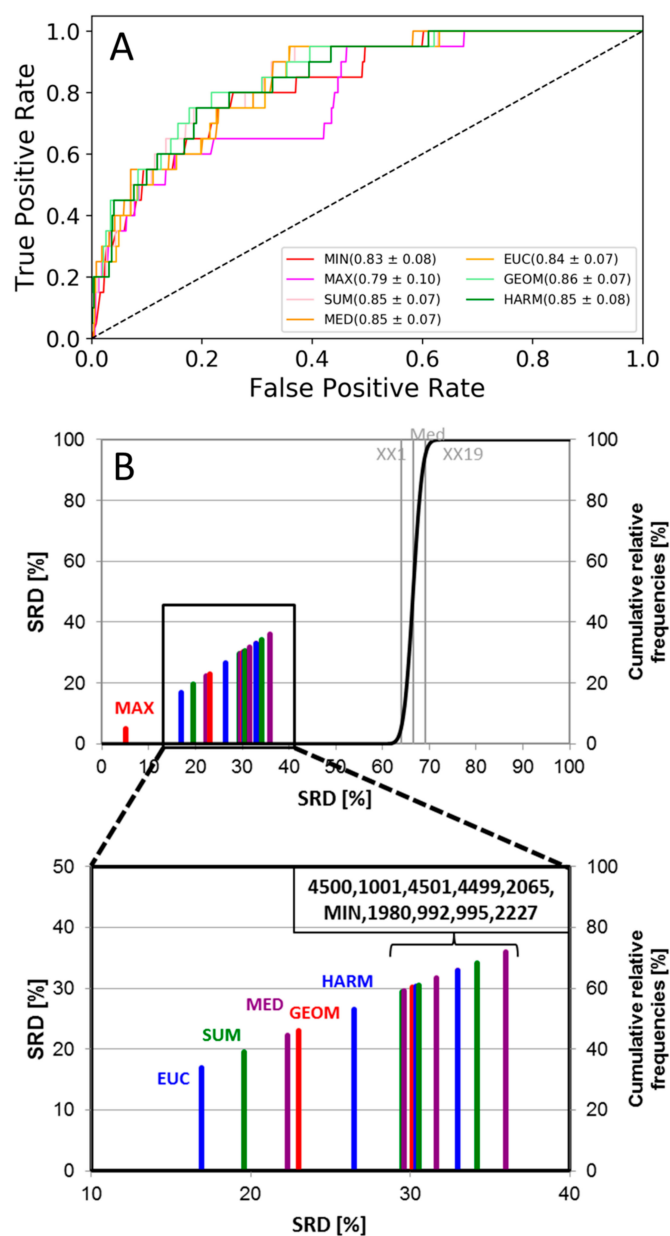 A
1.0
0.8
0.6
0.4
0.2
0.0
True Positive Rate
MIN(0.83 ± 0.08)
MAX(0.79 ± 0.10)
SUM(0.85 ± 0.07)
MED(0.85 ± 0.07)
EUC(0.84 ± 0.07)
GEOM(0.86 ± 0.07)
HARM(0.85 ± 0.08)
0.0 0.2 0.4 0.6 0.8 1.0
False Positive Rate
B
100
80
60
40
20
0
SRD [%]
XX1
Med
XX19
MAX
100
80
60
40
20
0
Cumulative relative
frequencies [%]
0 10 20 30 40 50 60 70 80 90 100
SRD [%]
50
40
30
20
10
0
SRD [%]
4500,1001,4501,4499,2065,
MIN,1980,992,995,2227
HARM
MED
GEOM
SUM
EUC
100
80
60
40
20
0
Cumulative relative
frequencies [%]
10 20 30 40
SRD [%]